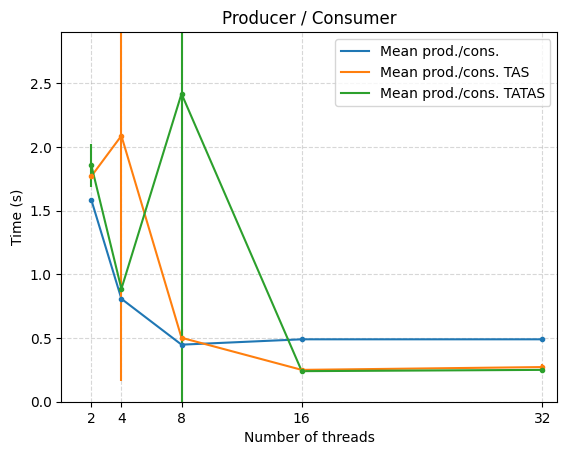 Producer / Consumer
Mean prod./cons.
Mean prod./cons. TAS
Mean prod./cons. TATAS
Time (s)
2.5
2.0
1.5
1.0
0.5
0.0
2 4 8 16 32
Number of threads